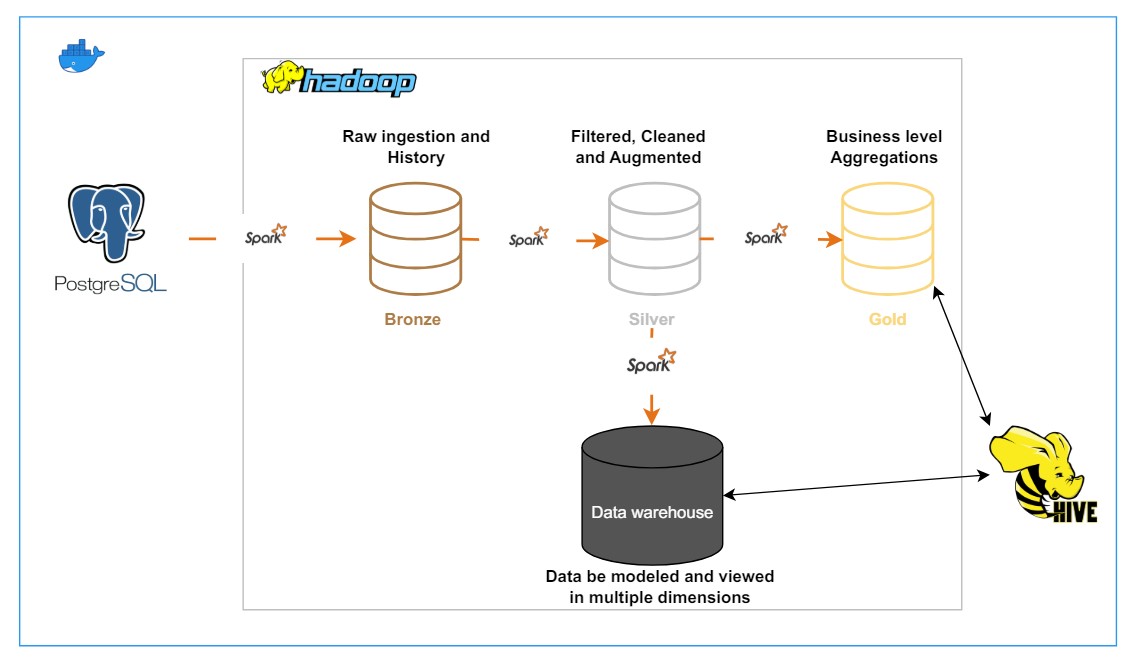 hadoop
Raw ingestion and
History
Filtered, Cleaned
and Augmented
Business level
Aggregations
PostgreSQL
Spark
Spark
Spark
Bronze
Silver
Gold
Spark
Data warehouse
HIVE
Data be modeled and viewed
in multiple dimensions